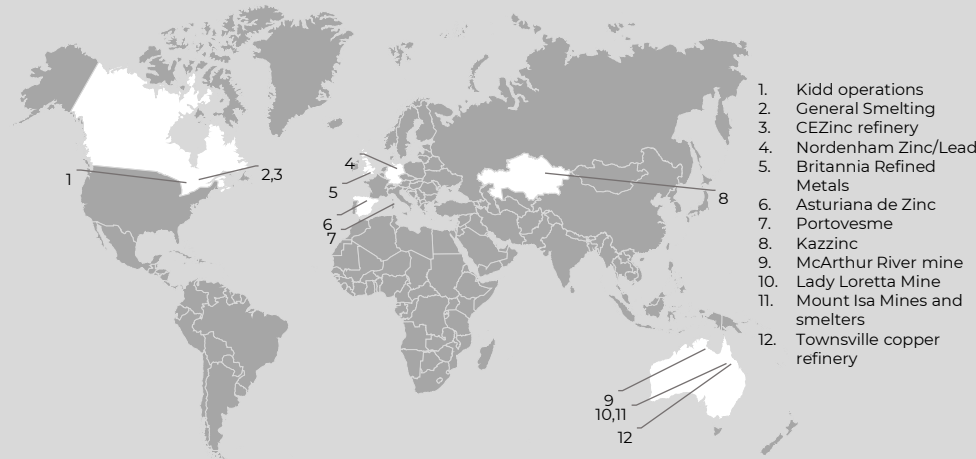 1
2,3
4
5
6
7
8
9
10,11
12
1. Kidd operations
2. General Smelting
3. CEZinc refinery
4. Nordenham Zinc/Lead
5. Britannia Refined
Metals
6. Asturiana de Zinc
7. Portovesme
8. Kazzinc
9. McArthur River mine
10. Lady Loretta Mine
11. Mount Isa Mines and
smelters
12. Townsville copper
refinery